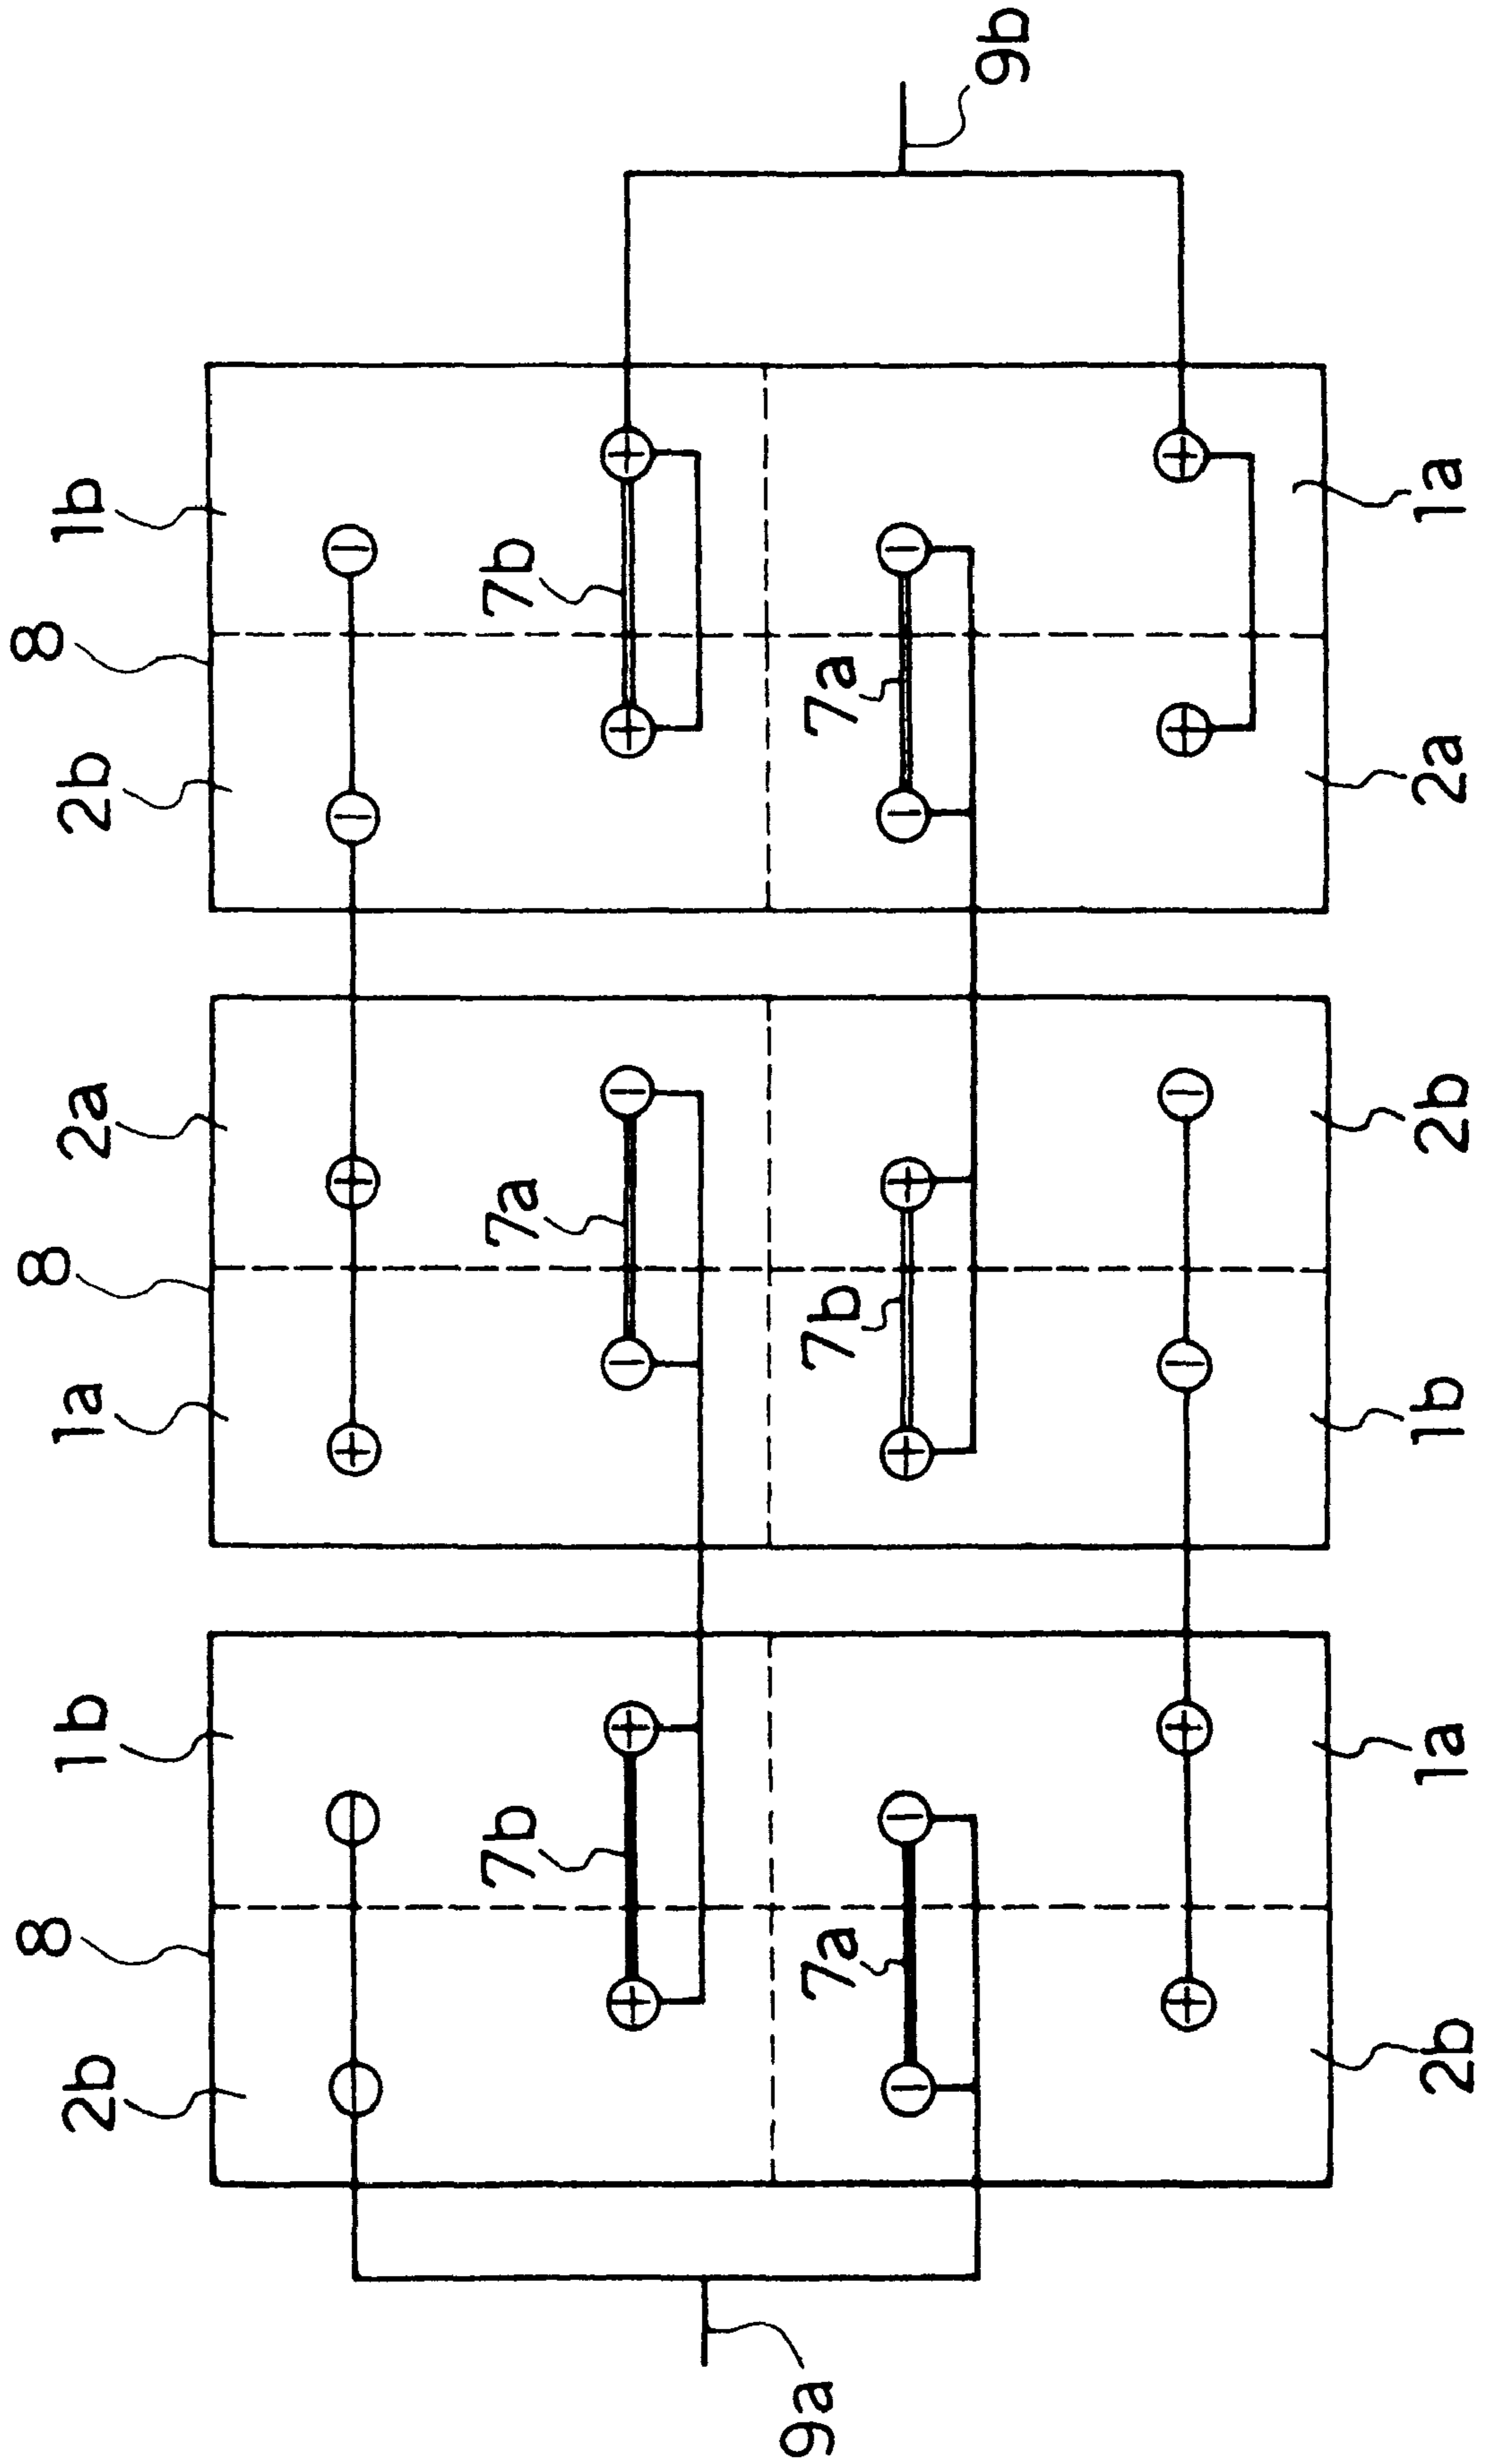 8 8 8
2b 1b 1a 2a 2b 1b
7b 7a 7b
7a 7b 7a
9a
9b
2b 1a 1b 2b 2a 1a